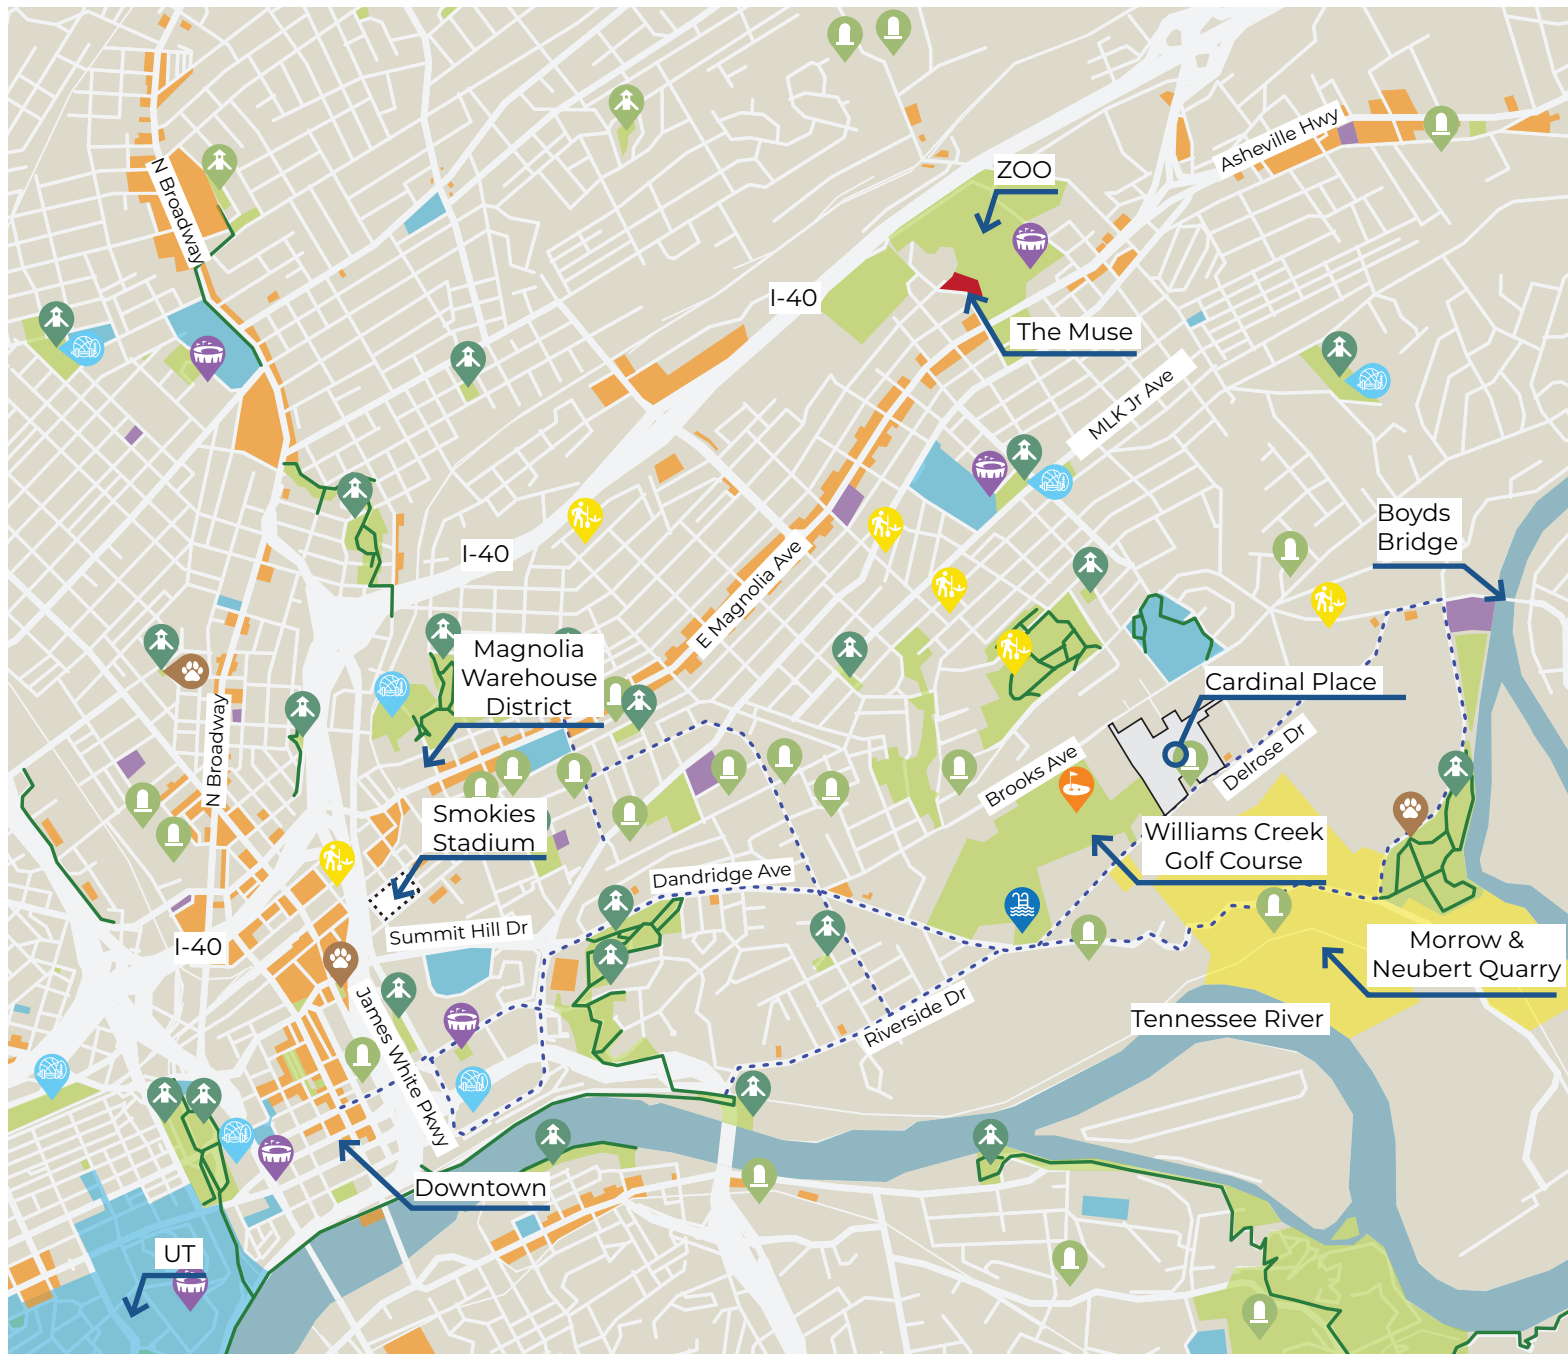 Asheville Hwy
ZOO
N Broadway
I-40
The Muse
MLK Jr Ave
Boyds
Bridge
I-40
E Magnolia Ave
Magnolia
Warehouse
District
Cardinal Place
N Broadway
Delrose Dr
Brooks Ave
Smokies
Stadium
Williams Creek
Golf Course
Dandridge Ave
Summit Hill Dr
I-40
Morrow &
Neubert Quarry
James White Pkwy
Riverside Dr
Tennessee River
Downtown
UT